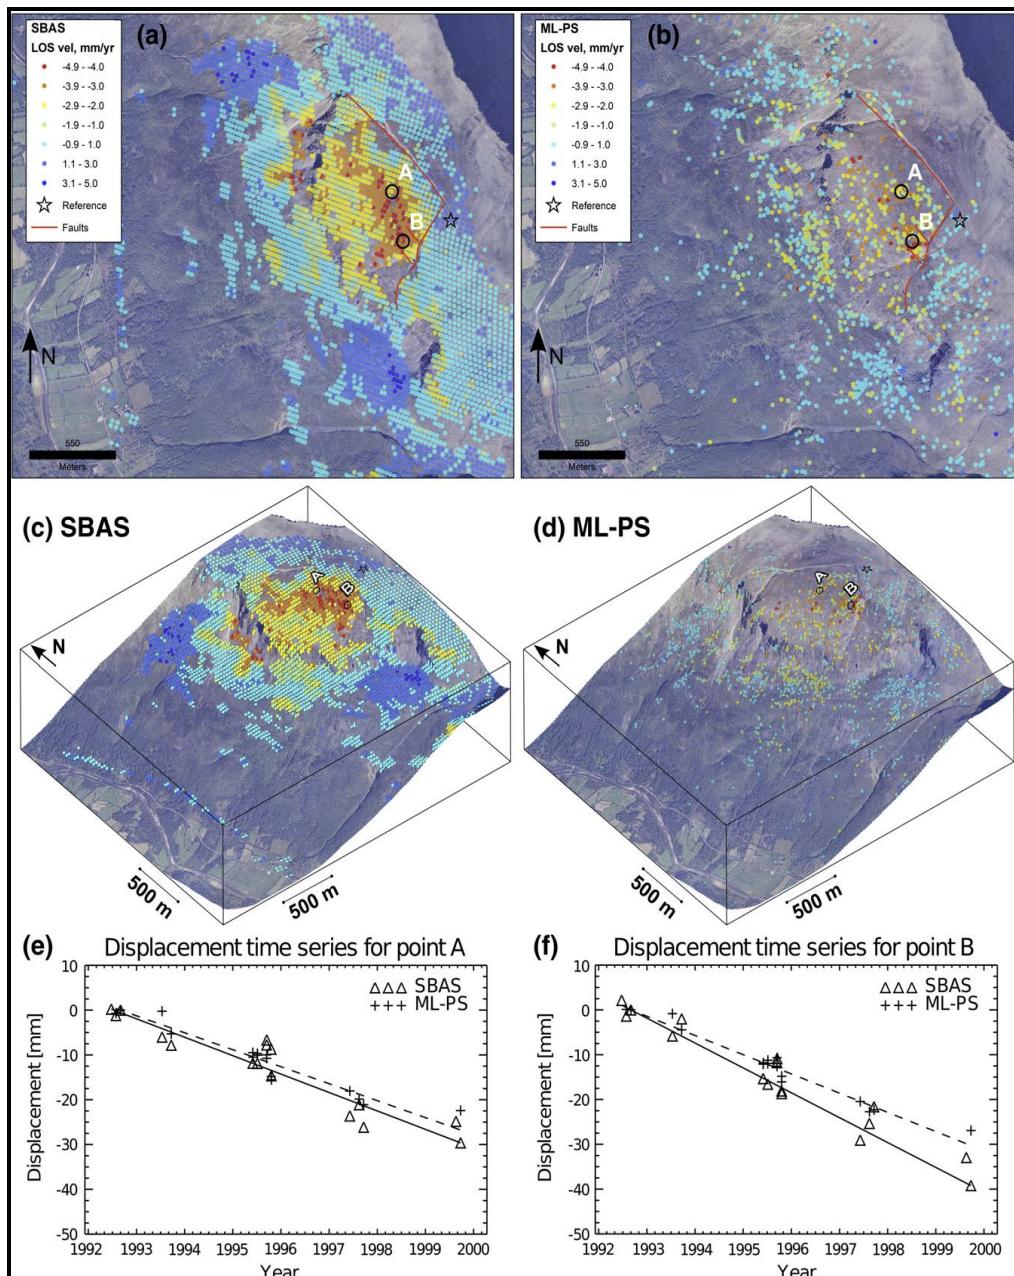 SBAS
LOS vel, mm/yr
-4.9 - -4.0
-3.9 - -3.0
-2.9 - -2.0
-1.9 - -1.0
-0.9 - 1.0
1.1 - 3.0
3.1 - 5.0
Reference
Faults
(a)
A
B
N
550
Meters
ML-PS
LOS vel, mm/yr
-4.9 - -4.0
-3.9 - -3.0
-2.9 - -2.0
-1.9 - -1.0
-0.9 - 1.0
1.1 - 3.0
3.1 - 5.0
Reference
Faults
(b)
A
B
N
550
Meters
(c) SBAS
A
B
N
500 m
500 m
(d) ML-PS
A
B
N
500 m
500 m
(e) Displacement time series for point A
SBAS
ML-PS
Displacement [mm]
10
0
-10
-20
-30
-40
-50
1992 1993 1994 1995 1996 1997 1998 1999 2000
Year
(f) Displacement time series for point B
SBAS
ML-PS
Displacement [mm]
10
0
-10
-20
-30
-40
-50
1992 1993 1994 1995 1996 1997 1998 1999 2000
Year